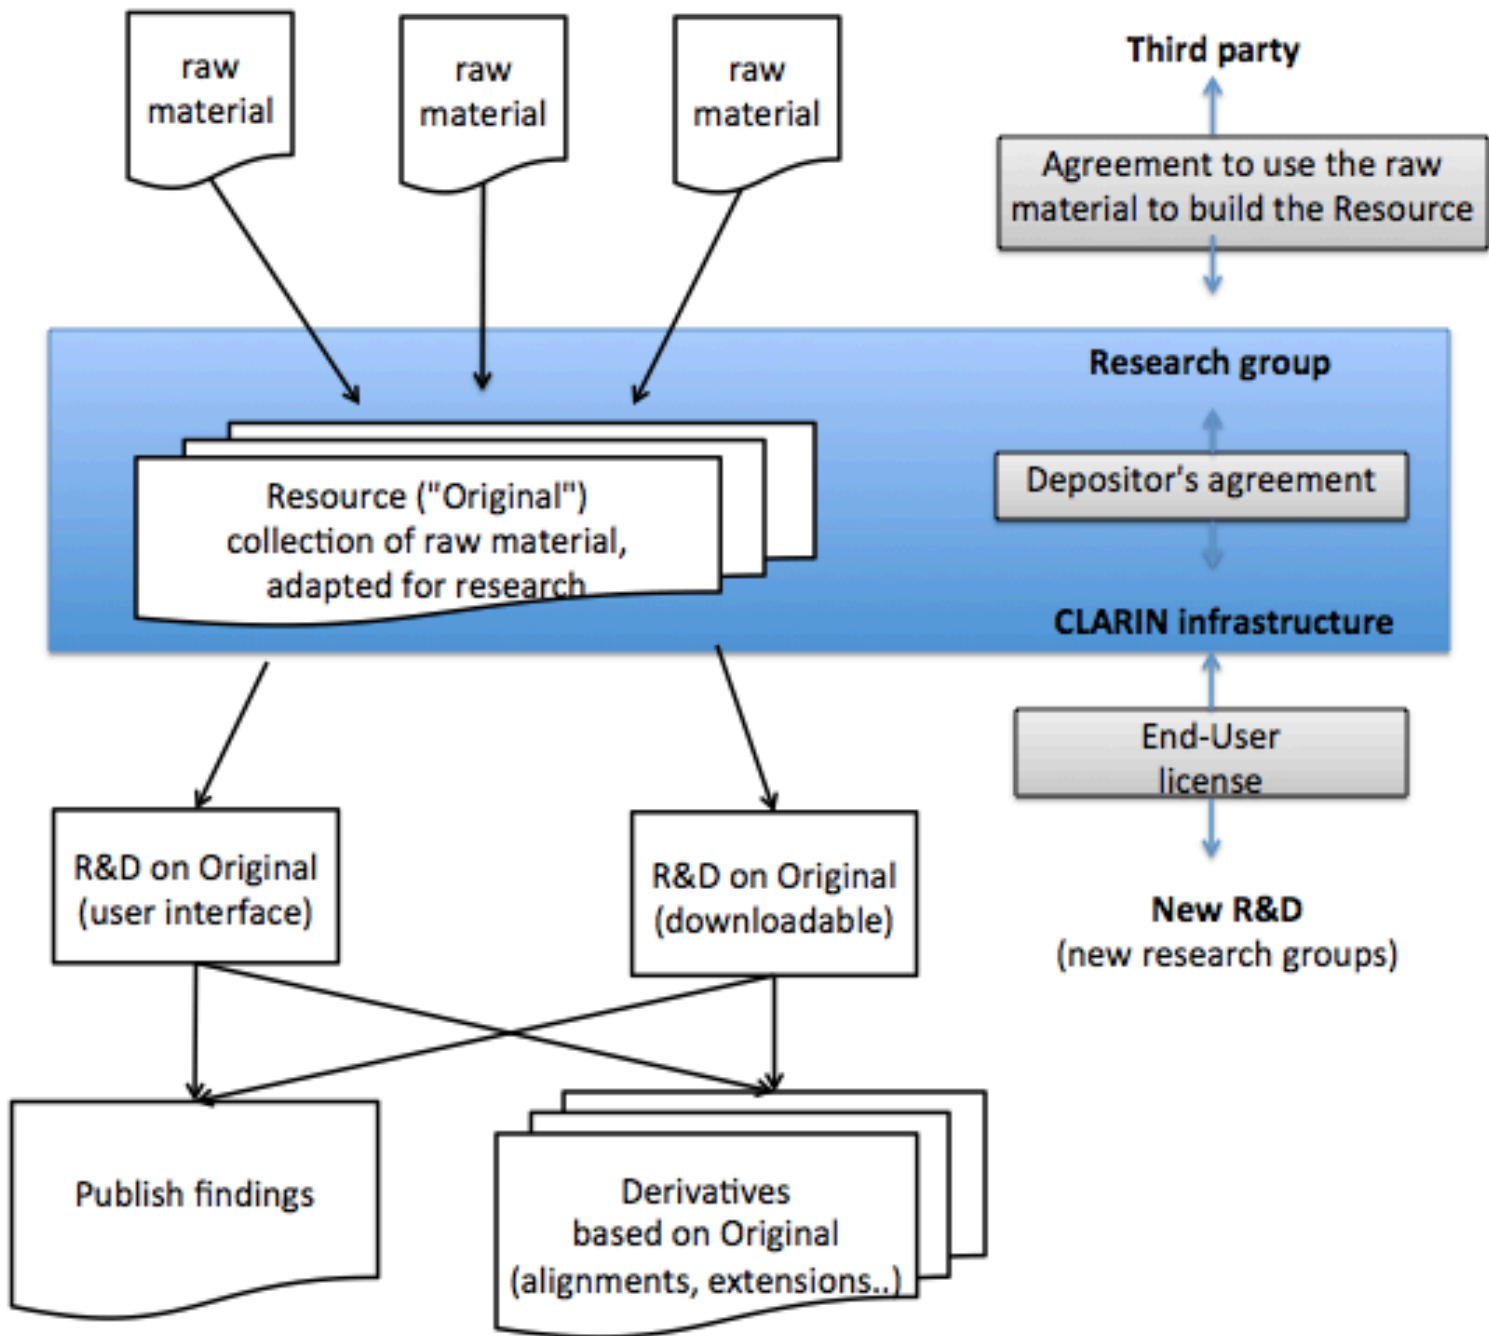 raw
material
raw
material
raw
material
Third party
Agreement to use the raw
material to build the Resource
Research group
Depositor's agreement
Resource ("Original")
collection of raw material,
adapted for research
CLARIN infrastructure
End-User
license
R&D on Original
(user interface)
R&D on Original
(downloadable)
New R&D
(new research groups)
Publish findings
Derivatives
based on Original
(alignments, extensions..)